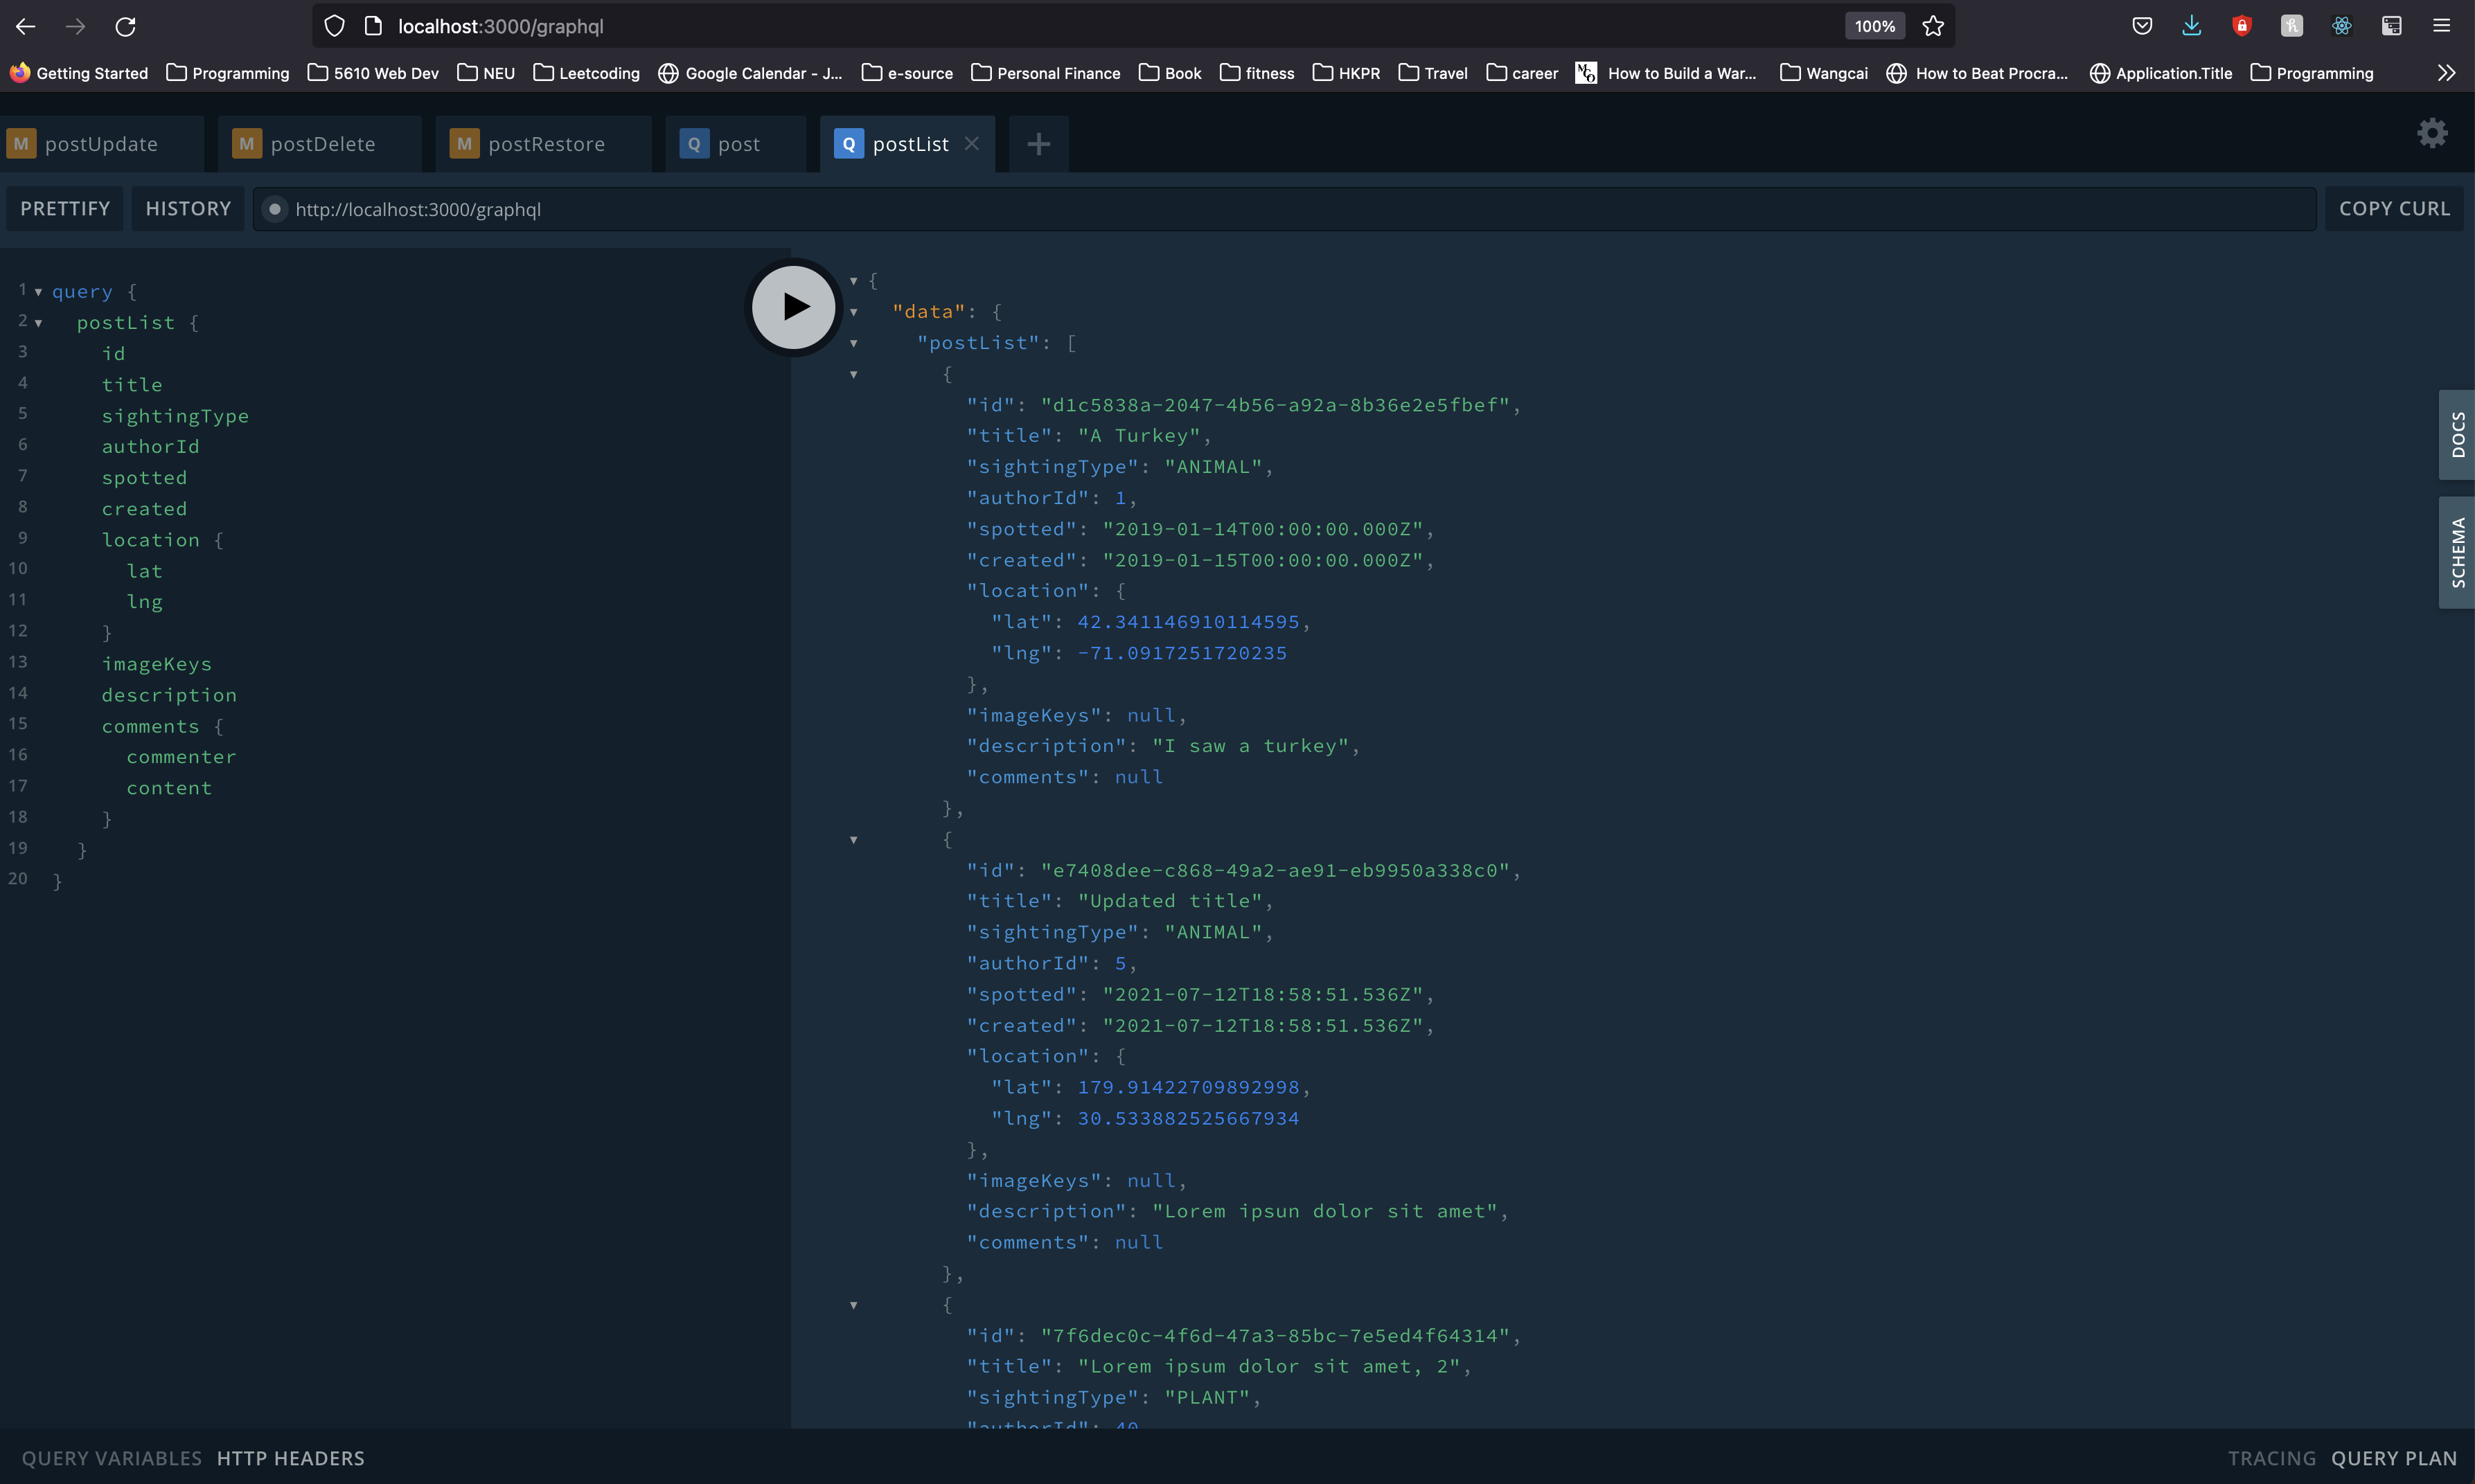 localhost:3000/graphql 100%
Getting Started Programming 5610 Web Dev NEU Leetcoding Google Calendar - J... e-source Personal Finance Book fitness HKPR Travel career MCO How to Build a War... Wangcai How to Beat Procra... Application.Title Programming
M postUpdate M postDelete M postRestore Q post Q postList
PRETTIFY HISTORY http://localhost:3000/graphql COPY CURL
1 query {
2 postList {
3 id
4 title
5 sightingType
6 authorId
7 spotted
8 created
9 location {
10 lat
11 lng
12 }
13 imageKeys
14 description
15 comments {
16 commenter
17 content
18 }
19 }
20 }
{
"data": {
"postList": [
{
"id": "d1c5838a-2047-4b56-a92a-8b36e2e5fbef",
"title": "A Turkey",
"sightingType": "ANIMAL",
"authorId": 1,
"spotted": "2019-01-14T00:00:00.000Z",
"created": "2019-01-15T00:00:00.000Z",
"location": {
"lat": 42.341146910114595,
"lng": -71.0917251720235
},
"imageKeys": null,
"description": "I saw a turkey",
"comments": null
},
{
"id": "e7408dee-c868-49a2-ae91-eb9950a338c0",
"title": "Updated title",
"sightingType": "ANIMAL",
"authorId": 5,
"spotted": "2021-07-12T18:58:51.536Z",
"created": "2021-07-12T18:58:51.536Z",
"location": {
"lat": 179.91422709892998,
"lng": 30.533882525667934
},
"imageKeys": null,
"description": "Lorem ipsun dolor sit amet",
"comments": null
},
{
"id": "7f6dec0c-4f6d-47a3-85bc-7e5ed4f64314",
"title": "Lorem ipsum dolor sit amet, 2",
"sightingType": "PLANT",
"authorId": 40
DOCS
SCHEMA
QUERY VARIABLES HTTP HEADERS TRACING QUERY PLAN